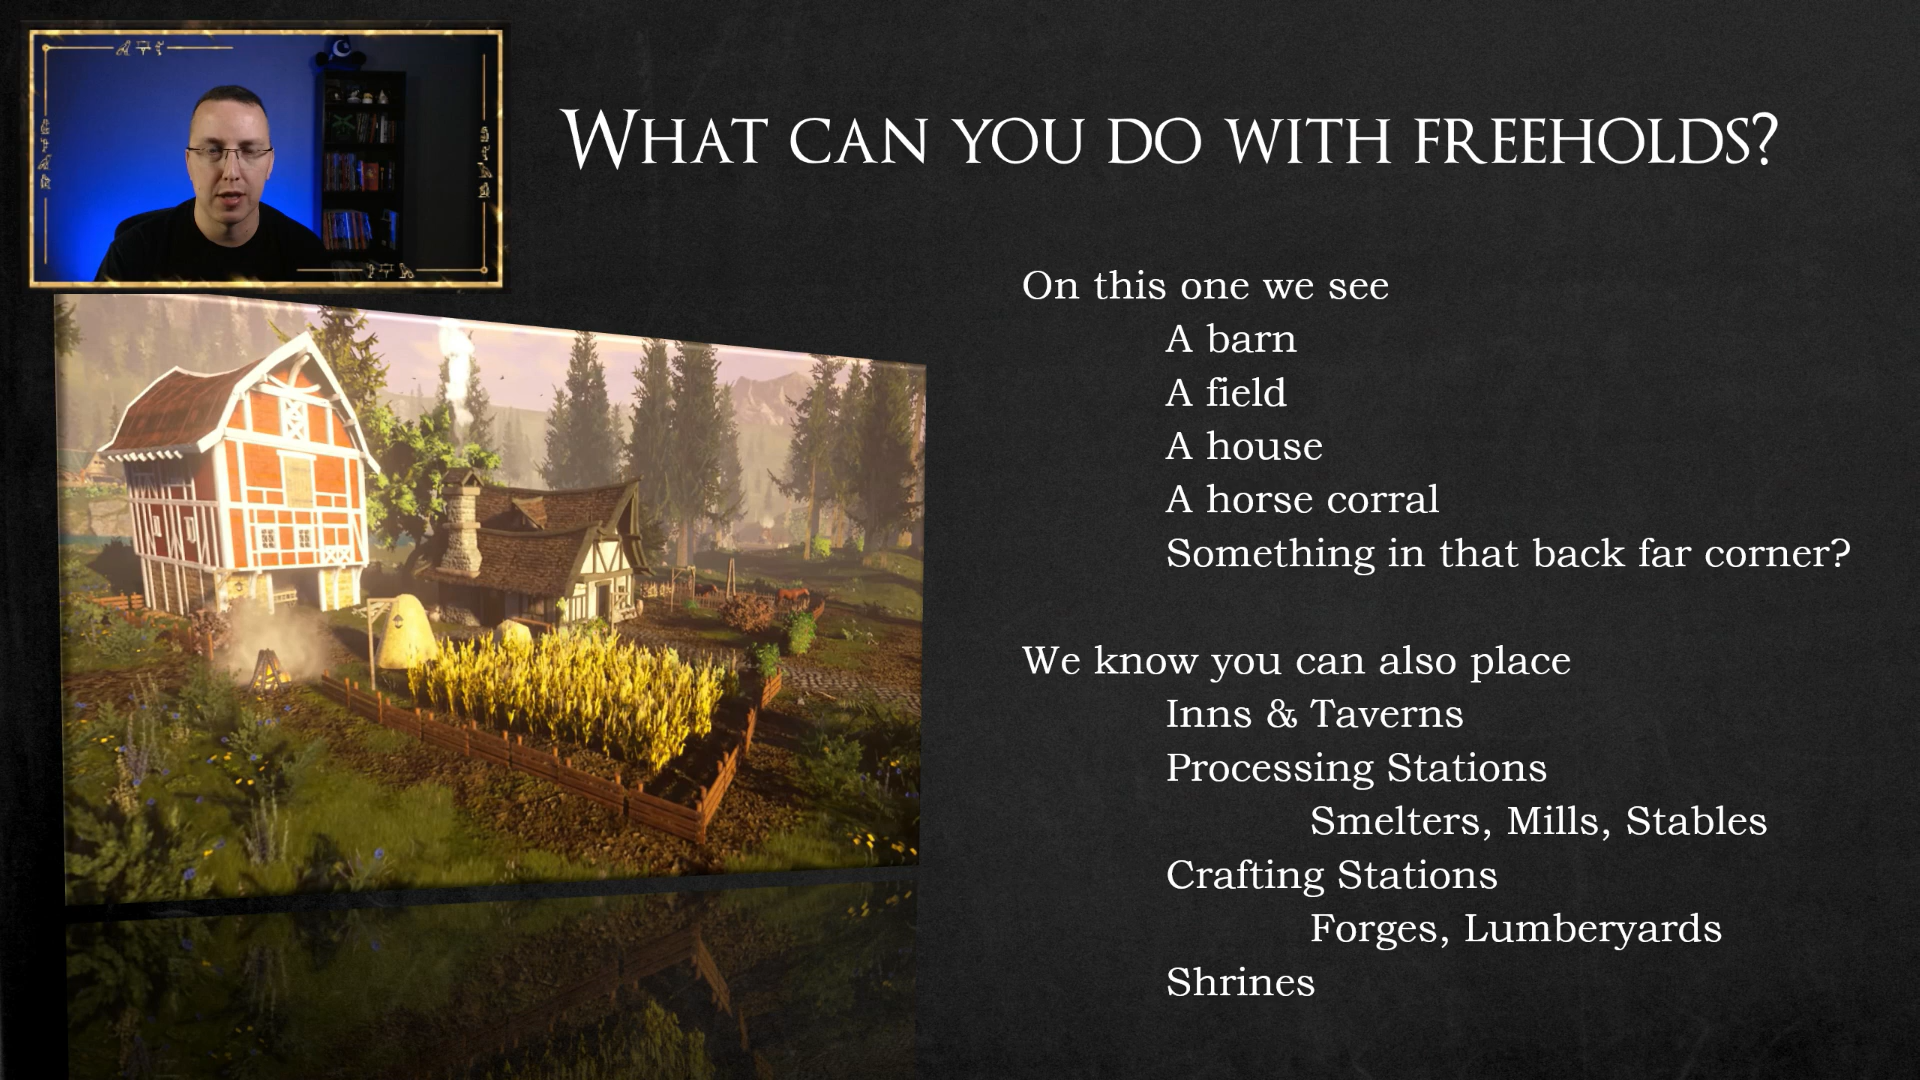 WHAT CAN YOU DO WITH FREEHOLDS?
On this one we see
A barn
A field
A house
A horse corral
Something in that back far corner?
We know you can also place
Inns & Taverns
Processing Stations
Smelters, Mills, Stables
Crafting Stations
Forges, Lumberyards
Shrines